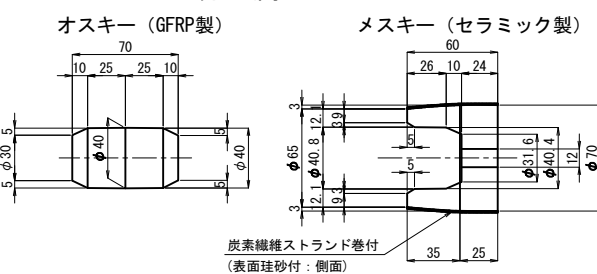 オスキー（GFRP製）
70
10 25 25 10
5
φ30
5
φ40
5
5
φ40
メスキー（セラミック製）
60
26 10 24
3
12.1
3.9
φ65
φ40.8
5
5
12.1
9.3
3
φ31.6
φ40.4
12
φ70
炭素繊維ストランド巻付
（表面珪砂付：側面）
35 25